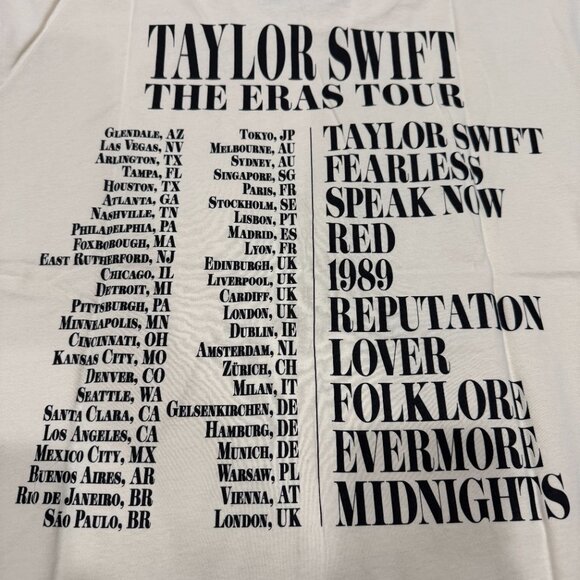 TAYLOR SWIFT
THE ERAS TOUR
GLENDALE, AZ
LAS VEGAS, NV
ARLINGTON, TX
TAMPA, FL
HOUSTON, TX
ATLANTA, GA
NASHVILLE, TN
PHILADELPHIA, PA
FOXBOROUGH, MA
EAST RUTHERFORD, NJ
CHICAGO, IL
DETROIT, MI
PITTSBURGH, PA
MINNEAPOLIS, MN
CINCINNATI, OH
KANSAS CITY, MO
DENVER, CO
SEATTLE, WA
SANTA CLARA, CA
LOS ANGELES, CA
MEXICO CITY, MX
BUENOS AIRES, AR
RIO DE JANEIRO, BR
SÃO PAULO, BR
TOKYO, JP
MELBOURNE, AU
SYDNEY, AU
SINGAPORE, SG
PARIS, FR
STOCKHOLM, SE
LISBON, PT
MADRID, ES
LYON, FR
EDINBURGH, UK
LIVERPOOL, UK
CARDIFF, UK
LONDON, UK
DUBLIN, IE
AMSTERDAM, NL
ZÜRICH, CH
MILAN, IT
GELSENKIRCHEN, DE
HAMBURG, DE
MUNICH, DE
WARSAW, PL
VIENNA, AT
LONDON, UK
TAYLOR SWIFT
FEARLESS
SPEAK NOW
RED
1989
REPUTATION
LOVER
FOLKLORE
EVERMORE
MIDNIGHTS